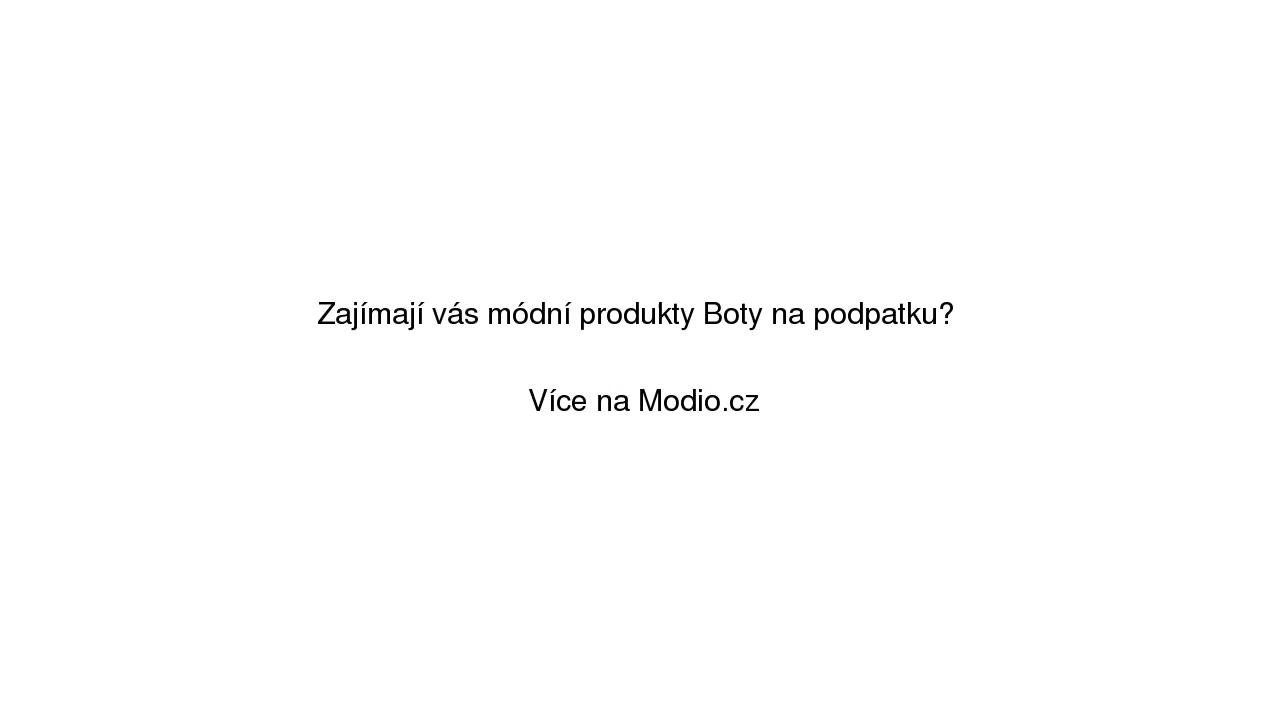 Zajímají vás módní produkty Boty na podpatku?
Více na Modio.cz